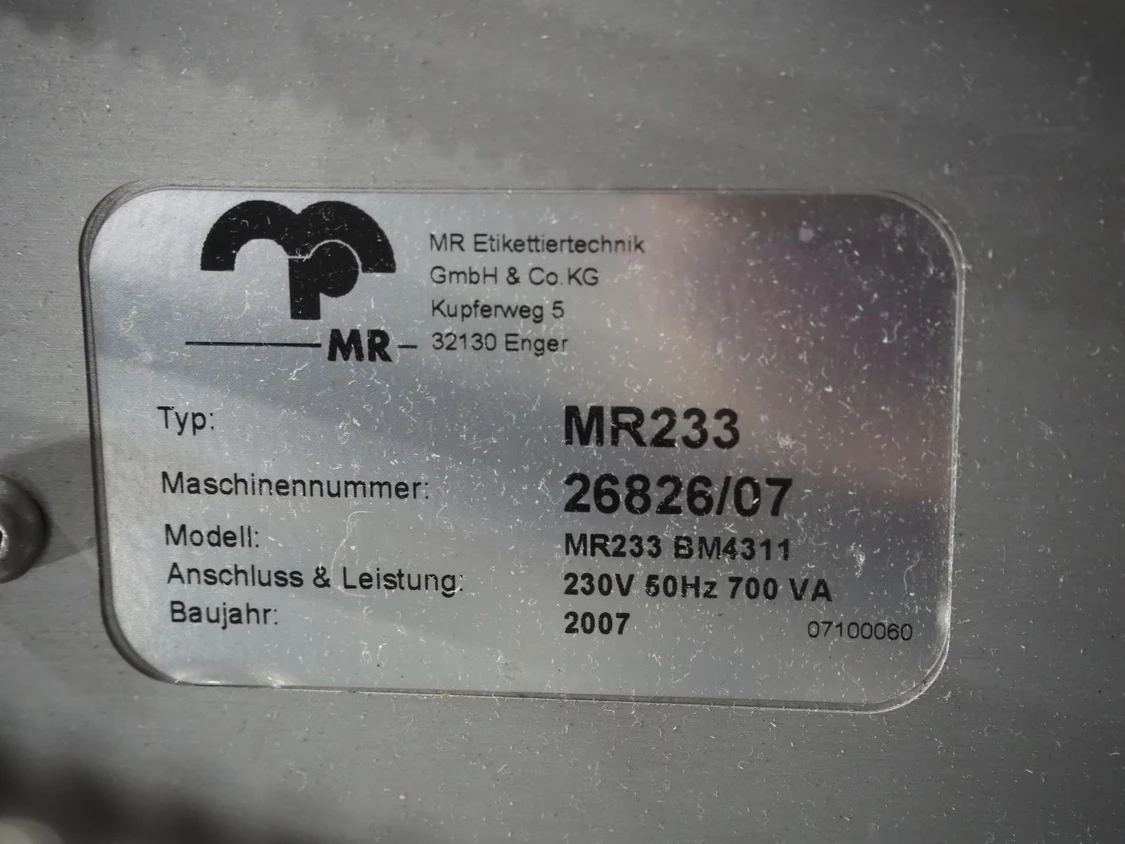 MR Etikettiertechnik
GmbH & Co.KG
Kupferweg 5
32130 Enger
MR
Typ: MR233
Maschinennummer: 26826/07
Modell: MR233 BM4311
Anschluss & Leistung: 230V 50Hz 700 VA
Baujahr: 2007
07100060